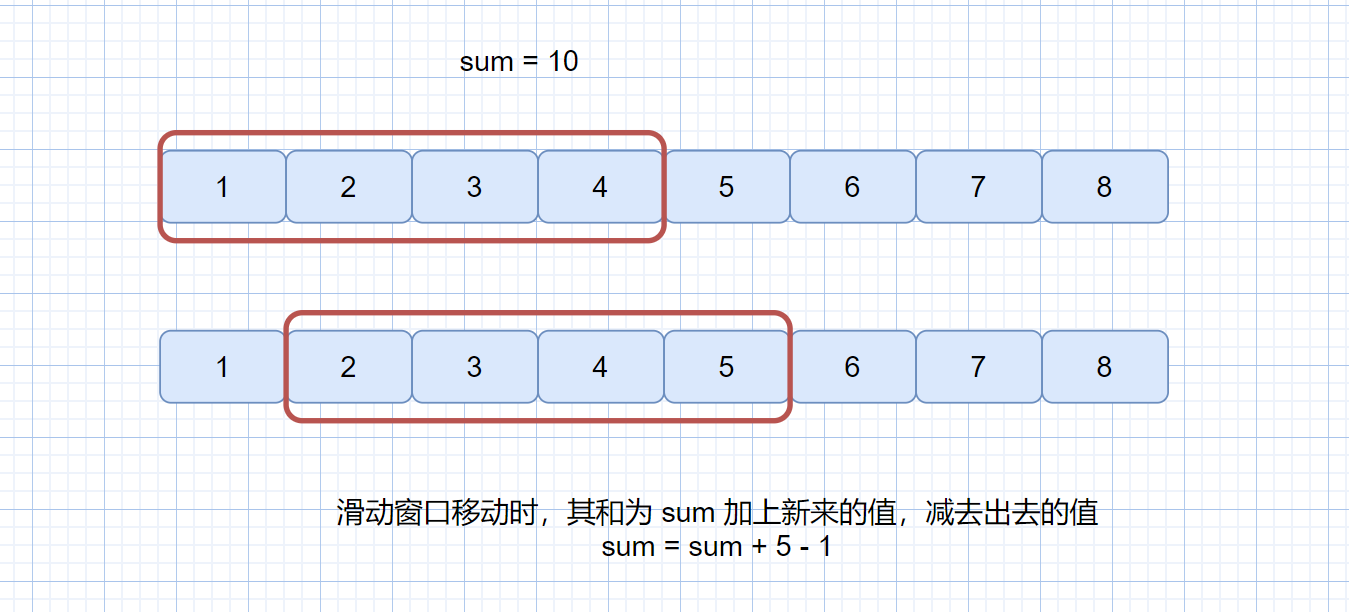 sum = 10
1 2 3 4 5 6 7 8
1 2 3 4 5 6 7 8
滑动窗口移动时，其和为 sum 加上新来的值，减去出去的值
sum = sum + 5 - 1